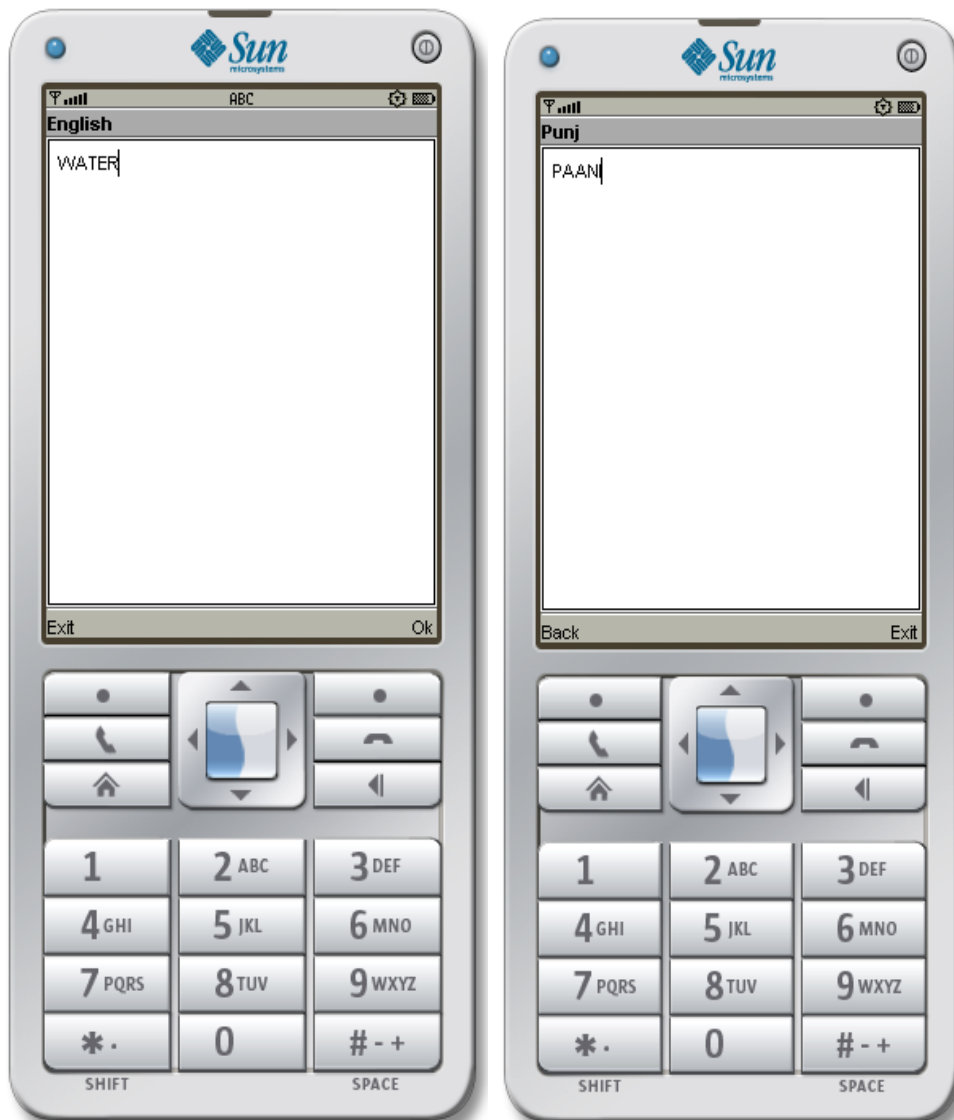 Sun
microsystems
ABC
English
WATER
Exit Ok
1 2 ABC 3 DEF
4 GHI 5 JKL 6 MNO
7 PQRS 8 TUV 9 WXYZ
* . 0 # - +
SHIFT SPACE
Sun
microsystems
Punj
PAANI
Back Exit
1 2 ABC 3 DEF
4 GHI 5 JKL 6 MNO
7 PQRS 8 TUV 9 WXYZ
* . 0 # - +
SHIFT SPACE